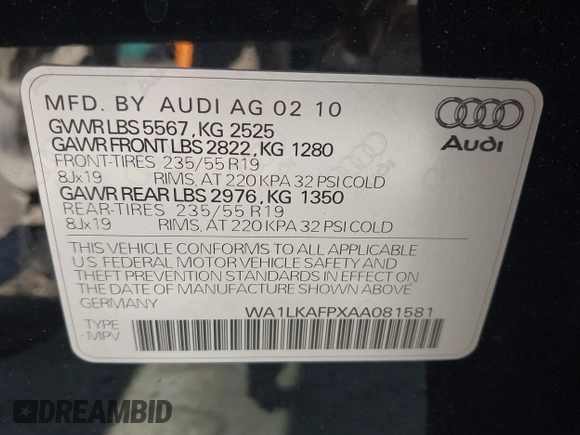 MFD. BY AUDI AG 02 10
GVWR LBS 5567, KG 2525
GAWR FRONT LBS 2822, KG 1280
FRONT-TIRES 235/55 R19
8Jx19 RIMS, AT 220 KPA 32 PSI COLD
GAWR REAR LBS 2976, KG 1350
REAR-TIRES 235/55 R19
8Jx19 RIMS, AT 220 KPA 32 PSI COLD
Audi
THIS VEHICLE CONFORMS TO ALL APPLICABLE
U.S. FEDERAL MOTOR VEHICLE SAFETY AND
THEFT PREVENTION STANDARDS IN EFFECT ON
THE DATE OF MANUFACTURE SHOWN ABOVE.
GERMANY WA1LKAFPXAA081581
TYPE
-MPV
DREAMBID